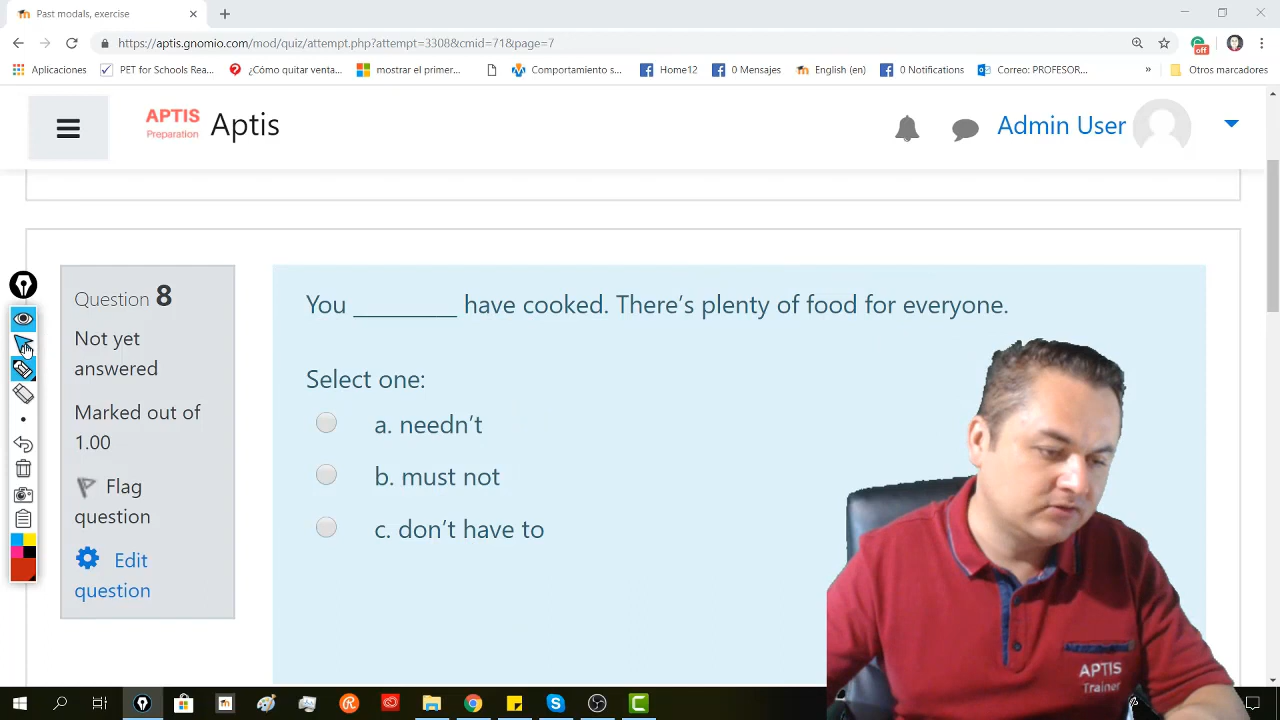 Past modals, exercise
https://aptis.gnomio.com/mod/quiz/attempt.php?attempt=3308&cmid=71&page=7
off
Aplicaciones
PET for Schools Rea...
¿Cómo quitar venta...
mostrar el primer...
Comportamiento s...
Home12
0 Mensajes
English (en)
0 Notifications
Correo: PROFESOR...
»
Otros marcadores
APTIS
Preparation
Aptis
Admin User
Question 8
Not yet
answered
Marked out of
1.00
Flag
question
Edit
question
You ________ have cooked. There’s plenty of food for everyone.
Select one:
a. needn’t
b. must not
c. don’t have to
APTIS
Trainer